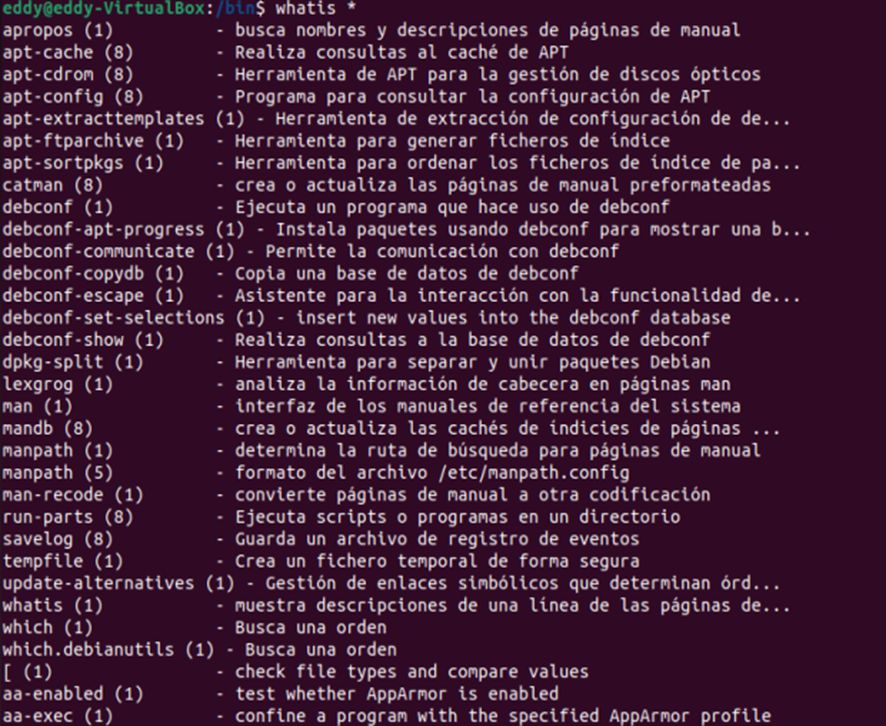 eddy@eddy-VirtualBox:/bin$ whatis *
apropos (1) - busca nombres y descripciones de páginas de manual
apt-cache (8) - Realiza consultas al caché de APT
apt-cdrom (8) - Herramienta de APT para la gestión de discos ópticos
apt-config (8) - Programa para consultar la configuración de APT
apt-extracttemplates (1) - Herramienta de extracción de configuración de de...
apt-ftparchive (1) - Herramienta para generar ficheros de índice
apt-sortpkgs (1) - Herramienta para ordenar los ficheros de índice de pa...
catman (8) - crea o actualiza las páginas de manual preformateadas
debconf (1) - Ejecuta un programa que hace uso de debconf
debconf-apt-progress (1) - Instala paquetes usando debconf para mostrar una b...
debconf-communicate (1) - Permite la comunicación con debconf
debconf-copydb (1) - Copia una base de datos de debconf
debconf-escape (1) - Asistente para la interacción con la funcionalidad de...
debconf-set-selections (1) - insert new values into the debconf database
debconf-show (1) - Realiza consultas a la base de datos de debconf
dpkg-split (1) - Herramienta para separar y unir paquetes Debian
lexgrog (1) - analiza la información de cabecera en páginas man
man (1) - interfaz de los manuales de referencia del sistema
mandb (8) - crea o actualiza las cachés de índicies de páginas ...
manpath (1) - determina la ruta de búsqueda para páginas de manual
manpath (5) - formato del archivo /etc/manpath.config
man-recode (1) - convierte páginas de manual a otra codificación
run-parts (8) - Ejecuta scripts o programas en un directorio
savelog (8) - Guarda un archivo de registro de eventos
tempfile (1) - Crea un fichero temporal de forma segura
update-alternatives (1) - Gestión de enlaces simbólicos que determinan órd...
whatis (1) - muestra descripciones de una línea de las páginas de...
which (1) - Busca una orden
which.debianutils (1) - Busca una orden
[ (1) - check file types and compare values
aa-enabled (1) - test whether AppArmor is enabled
aa-exec (1) - confine a program with the specified AppArmor profile